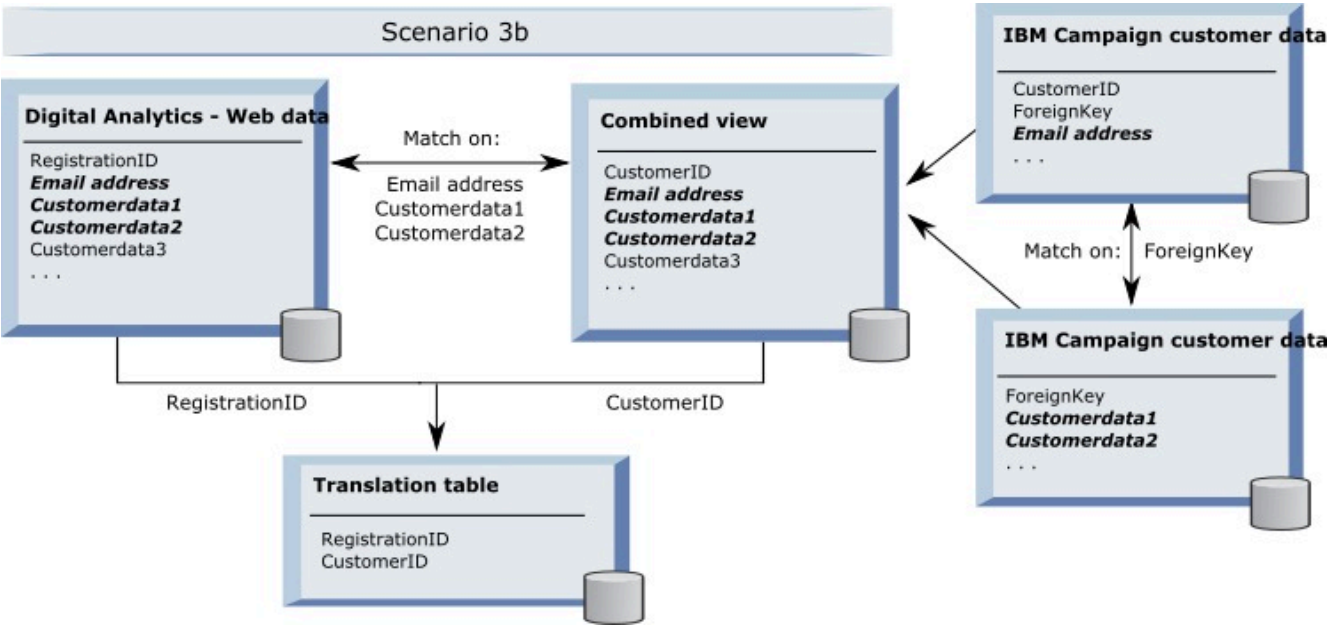 Scenario 3b
Digital Analytics - Web data
RegistrationID
Email address
Customerdata1
Customerdata2
Customerdata3
. . .
Match on:
Email address
Customerdata1
Customerdata2
Combined view
CustomerID
Email address
Customerdata1
Customerdata2
Customerdata3
. . .
IBM Campaign customer data
CustomerID
ForeignKey
Email address
. . .
Match on: ForeignKey
IBM Campaign customer data
ForeignKey
Customerdata1
Customerdata2
. . .
RegistrationID
CustomerID
Translation table
RegistrationID
CustomerID